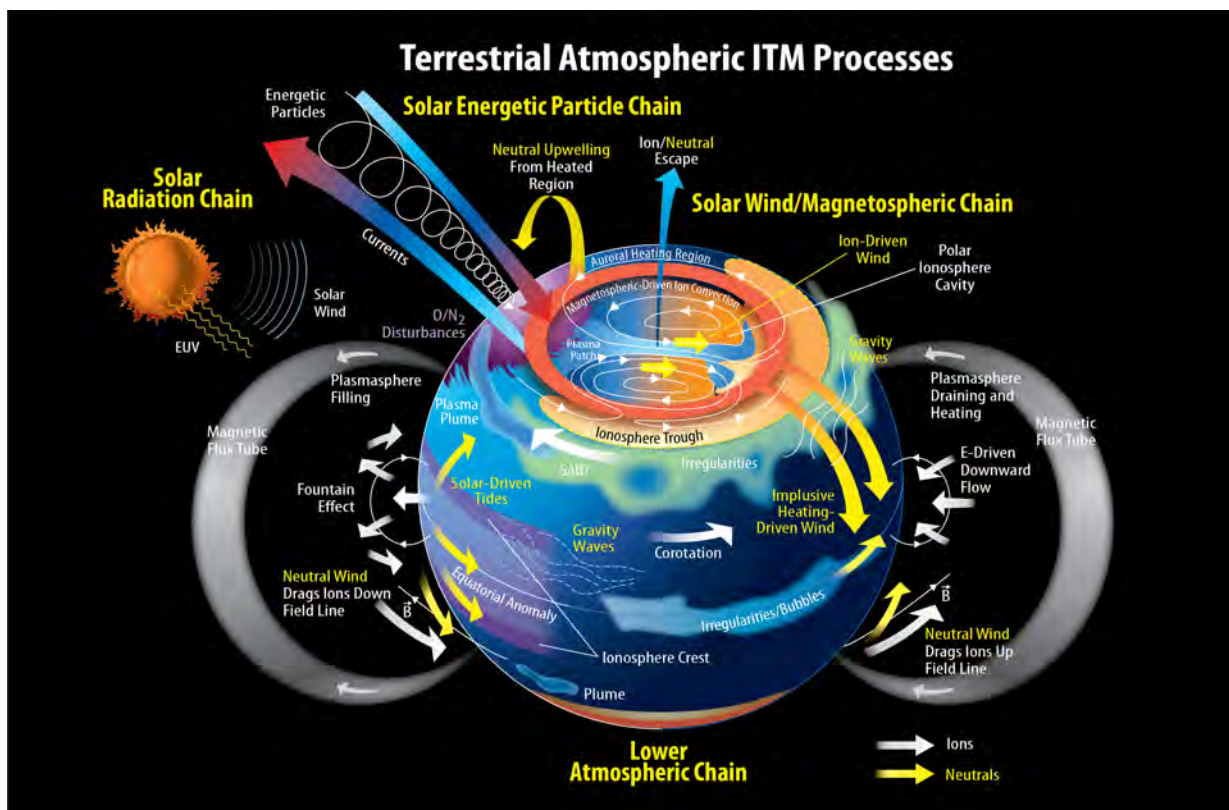 Terrestrial Atmospheric ITM Processes
Energetic
Particles
Solar Energetic Particle Chain
Neutral Upwelling
From Heated
Region
Ion/Neutral
Escape
Solar
Radiation Chain
Solar Wind/Magnetospheric Chain
Currents
Auroral Heating Region
Ion-Driven
Wind
Polar
Ionosphere
Cavity
Magnetospheric-Driven Ion Convection
Solar
Wind
EUV
O/N2
Disturbances
Plasma
Patch
Gravity
Waves
Plasmasphere
Filling
Plasmasphere
Draining and
Heating
Plasma
Plume
Magnetic
Flux Tube
Magnetic
Flux Tube
Ionosphere Trough
SAID
Irregularities
E-Driven
Downward
Flow
Fountain
Effect
Solar-Driven
Tides
Implusive
Heating-
Driven Wind
Gravity
Waves
Corotation
Neutral Wind
Drags Ions Down
Field Line
B
Equatorial Anomaly
Irregularities/Bubbles
B
Neutral Wind
Drags Ions Up
Field Line
Ionosphere Crest
Plume
Lower
Atmospheric Chain
Ions
Neutrals